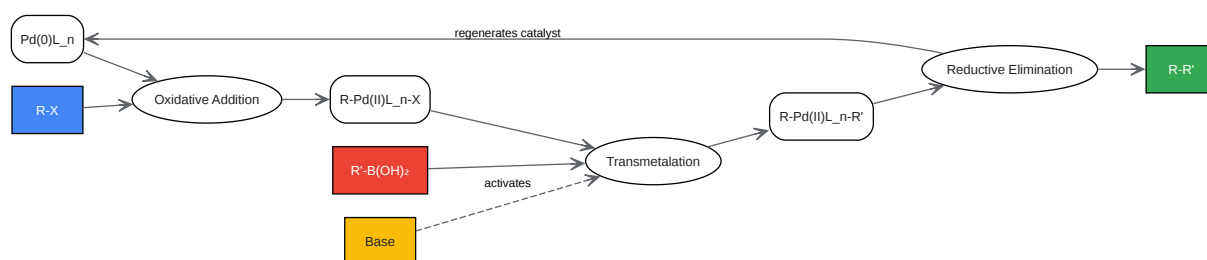 regenerates catalyst
Pd(0)L_n
R-X
Oxidative Addition
R-Pd(II)L_n-X
R'-B(OH)₂
activates
Base
Transmetalation
R-Pd(II)L_n-R'
Reductive Elimination
R-R'